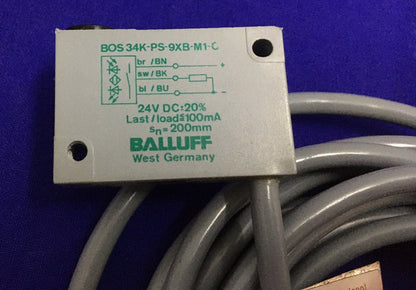 BOS 34K-PS-9XB-M1-C
br/BN +
sw/BK
bl/BU -
24V DC±20%
Last/load≤100mA
sn=200mm
BALLUFF
West Germany